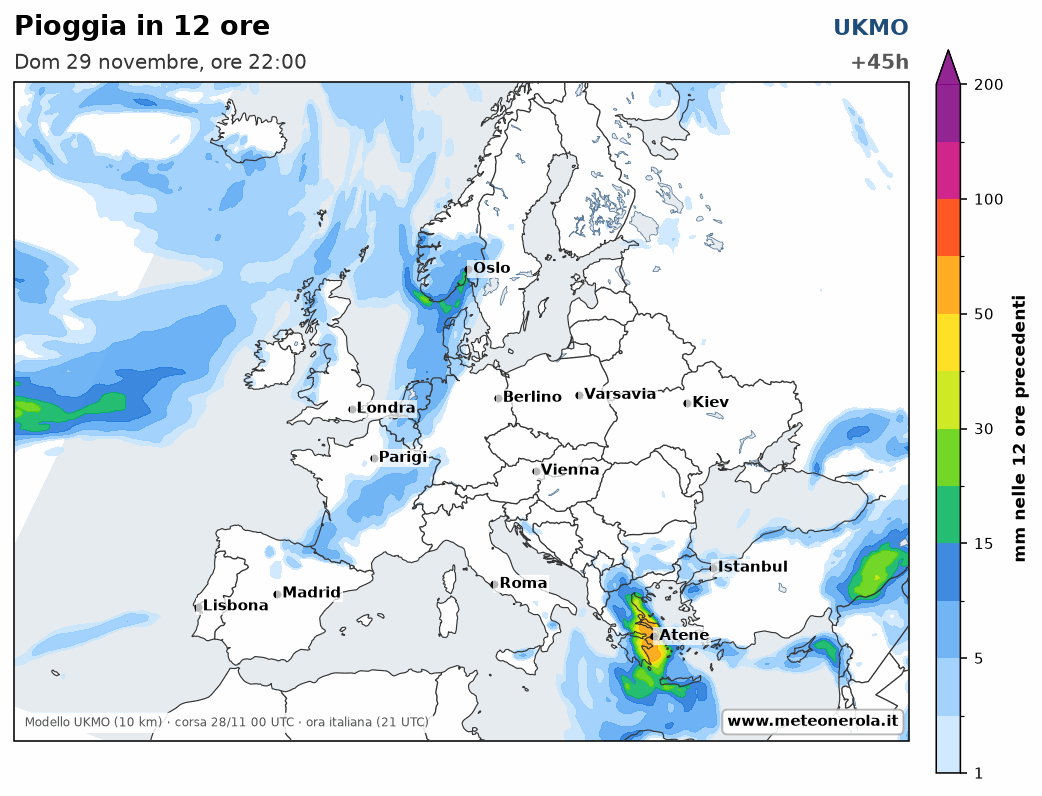 Pioggia in 12 ore
UKMO
Dom 29 novembre, ore 22:00
+45h
Oslo
Berlino
Varsavia
Kiev
Londra
Parigi
Vienna
Istanbul
Roma
Madrid
Lisbona
Atene
Modello UKMO (10 km) · corsa 28/11 00 UTC · ora italiana (21 UTC)
www.meteonerola.it
200
100
50
30
15
5
1
mm nelle 12 ore precedenti